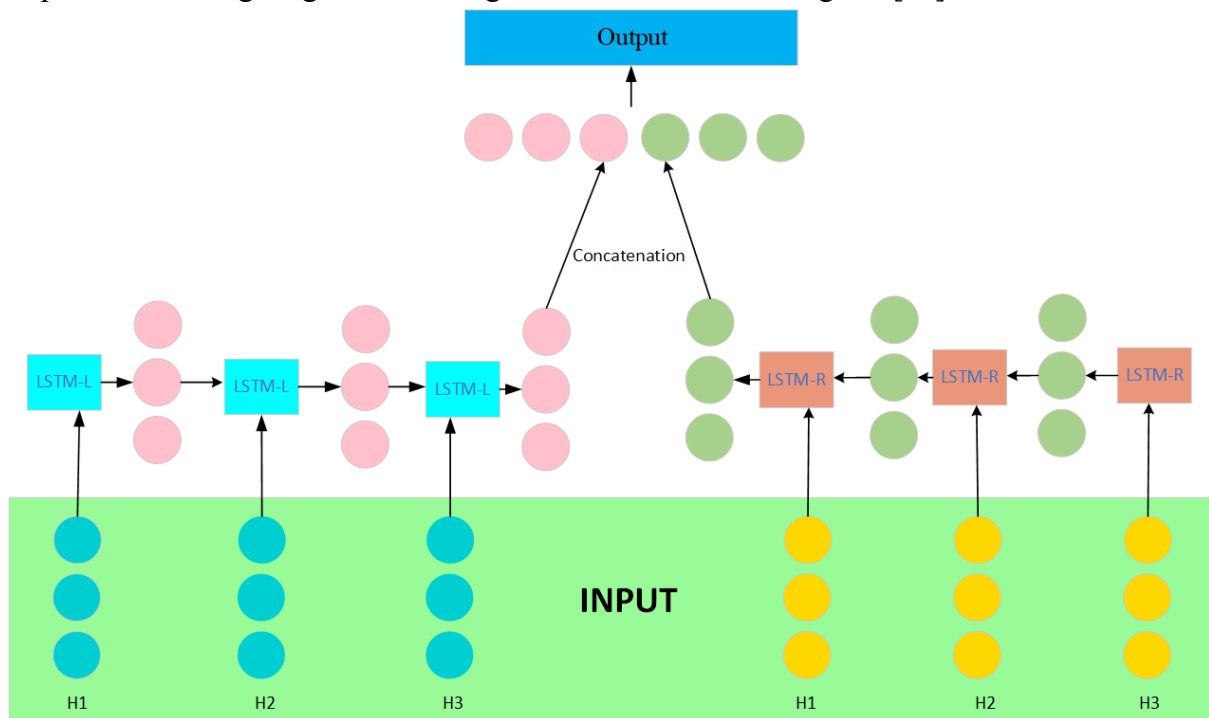 Output
Concatenation
LSTM-L
LSTM-L
LSTM-L
LSTM-R
LSTM-R
LSTM-R
INPUT
H1
H2
H3
H1
H2
H3